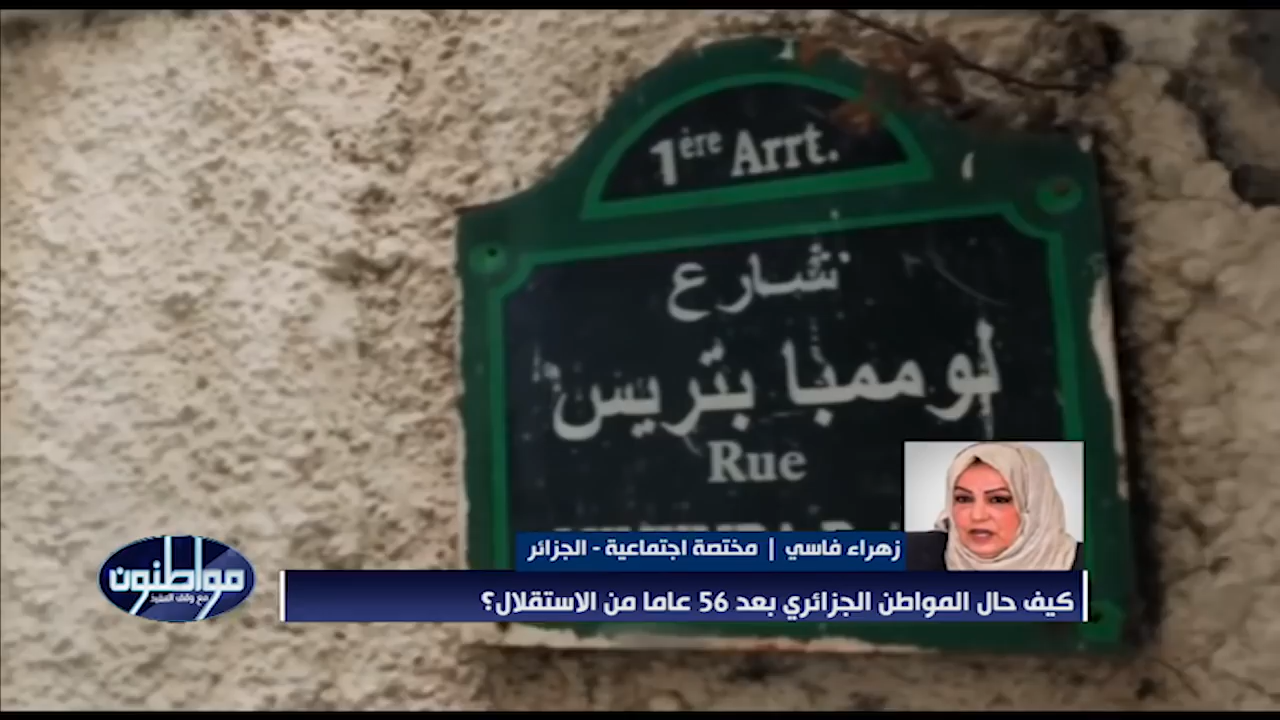 1ère Arrt.
شارع
لوممبا بتريس
Rue
زهراء فاسي | مختصة اجتماعية - الجزائر
كيف حال المواطن الجزائري بعد 56 عاما من الاستقلال؟
مواطنون